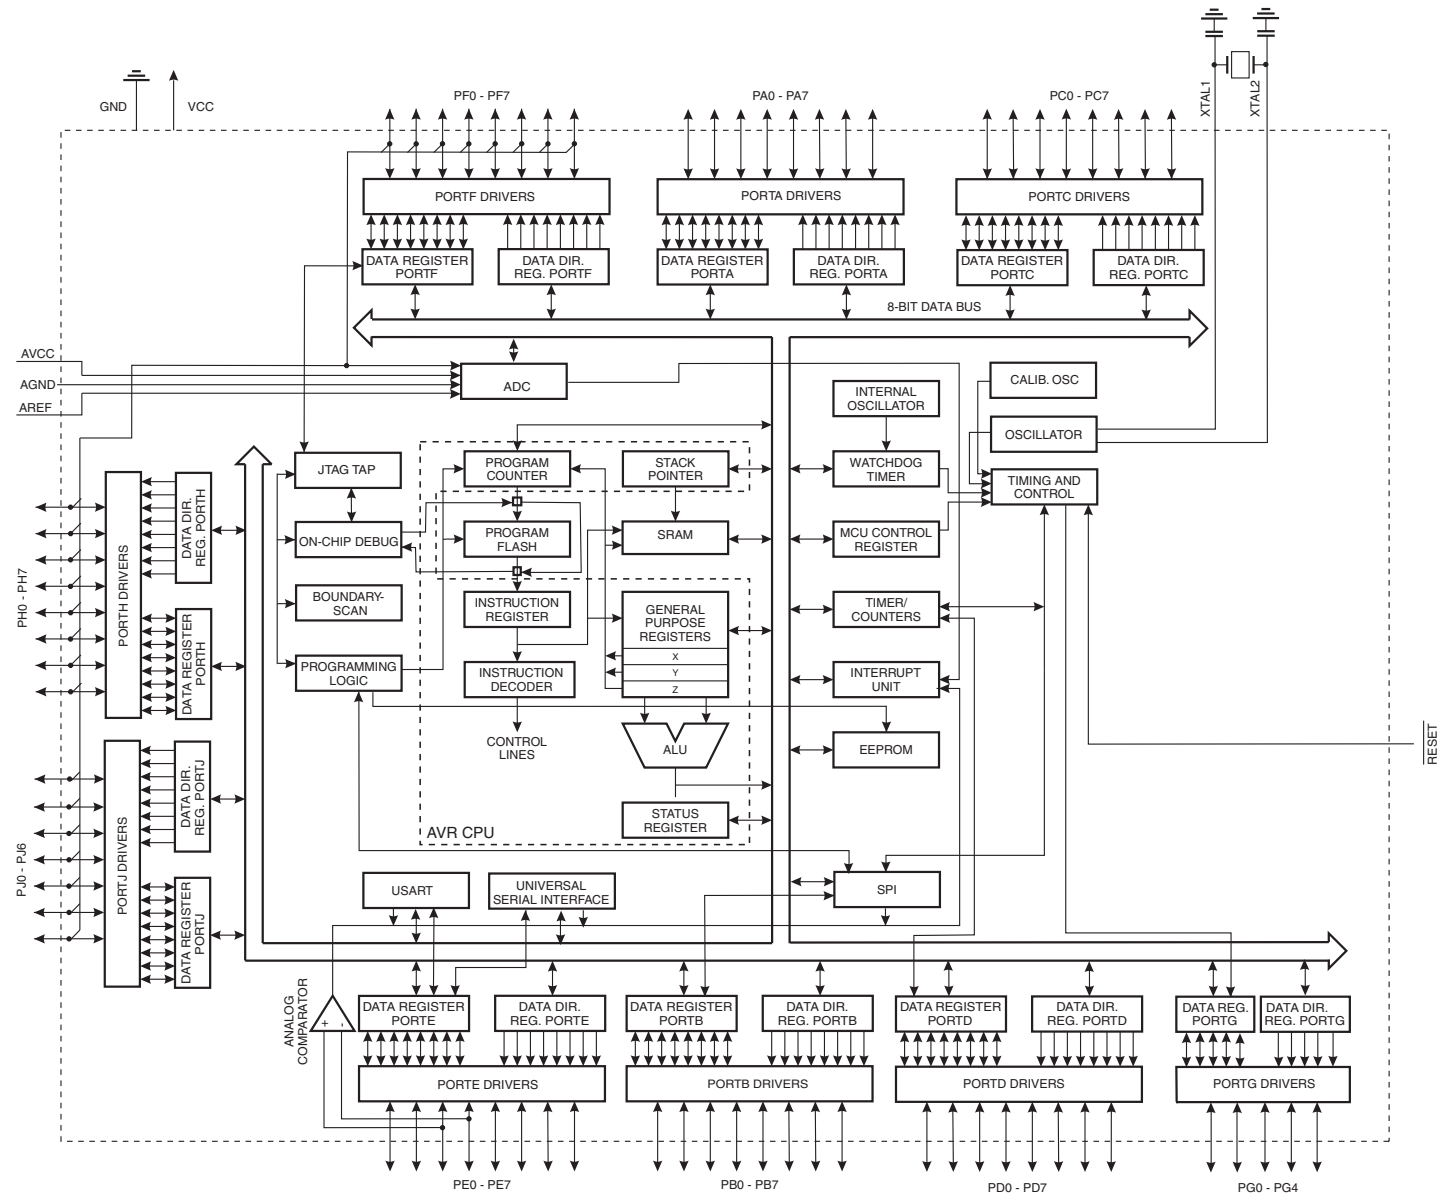 GND
VCC
PF0 - PF7
PA0 - PA7
PC0 - PC7
XTAL1
XTAL2
PORTF DRIVERS
PORTA DRIVERS
PORTC DRIVERS
DATA REGISTER
PORTF
DATA DIR.
REG. PORTF
DATA REGISTER
PORTA
DATA DIR.
REG. PORTA
DATA REGISTER
PORTC
DATA DIR.
REG. PORTC
8-BIT DATA BUS
AVCC
AGND
AREF
ADC
CALIB. OSC
INTERNAL
OSCILLATOR
OSCILLATOR
JTAG TAP
PROGRAM
COUNTER
STACK
POINTER
WATCHDOG
TIMER
TIMING AND
CONTROL
ON-CHIP DEBUG
PROGRAM
FLASH
SRAM
MCU CONTROL
REGISTER
BOUNDARY-
SCAN
INSTRUCTION
REGISTER
GENERAL
PURPOSE
REGISTERS
X
Y
Z
TIMER/
COUNTERS
PROGRAMMING
LOGIC
INSTRUCTION
DECODER
INTERRUPT
UNIT
CONTROL
LINES
ALU
EEPROM
RESET
STATUS
REGISTER
AVR CPU
PH0 - PH7
PORTH DRIVERS
DATA DIR.
REG. PORTH
DATA REGISTER
PORTH
PJ0 - PJ6
PORTJ DRIVERS
DATA DIR.
REG. PORTJ
DATA REGISTER
PORTJ
USART
UNIVERSAL
SERIAL INTERFACE
SPI
ANALOG
COMPARATOR
+
-
DATA REGISTER
PORTE
DATA DIR.
REG. PORTE
DATA REGISTER
PORTB
DATA DIR.
REG. PORTB
DATA REGISTER
PORTD
DATA DIR.
REG. PORTD
DATA REG.
PORTG
DATA DIR.
REG. PORTG
PORTE DRIVERS
PORTB DRIVERS
PORTD DRIVERS
PORTG DRIVERS
PE0 - PE7
PB0 - PB7
PD0 - PD7
PG0 - PG4